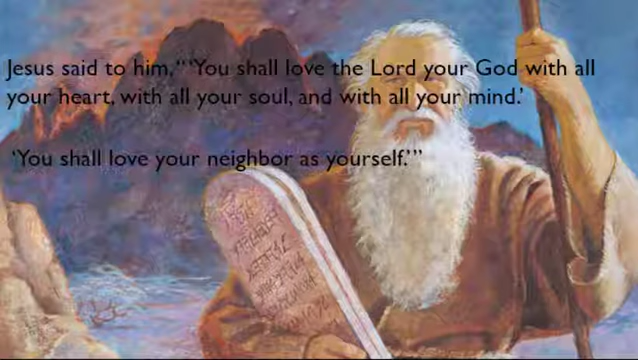 Jesus said to him, “‘You shall love the Lord your God with all
your heart, with all your soul, and with all your mind.’
‘You shall love your neighbor as yourself.’”